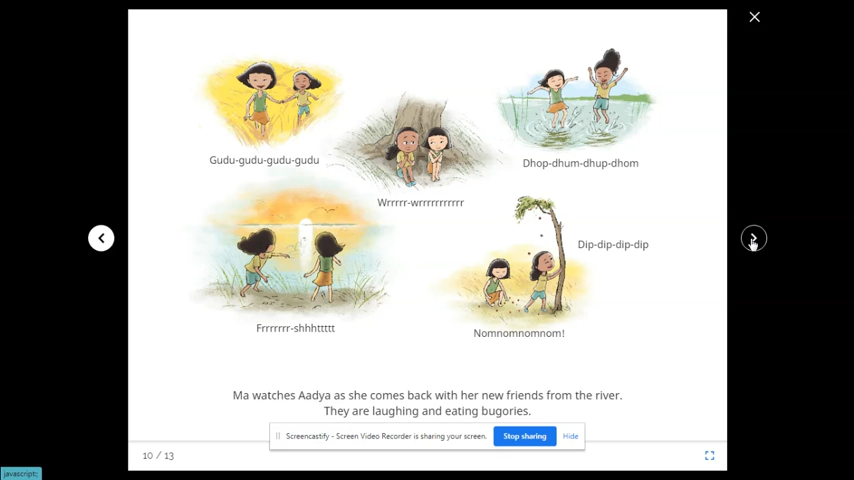 Gudu-gudu-gudu-gudu
Wrrrrr-wrrrrrrrrrrr
Dhop-dhum-dhup-dhom
Frrrrrrr-shhhttttt
Dip-dip-dip-dip
Nomnomnomnom!
Ma watches Aadya as she comes back with her new friends from the river.
They are laughing and eating bugories.
Screencastify - Screen Video Recorder is sharing your screen.
Stop sharing
Hide
10 / 13
javascript:;